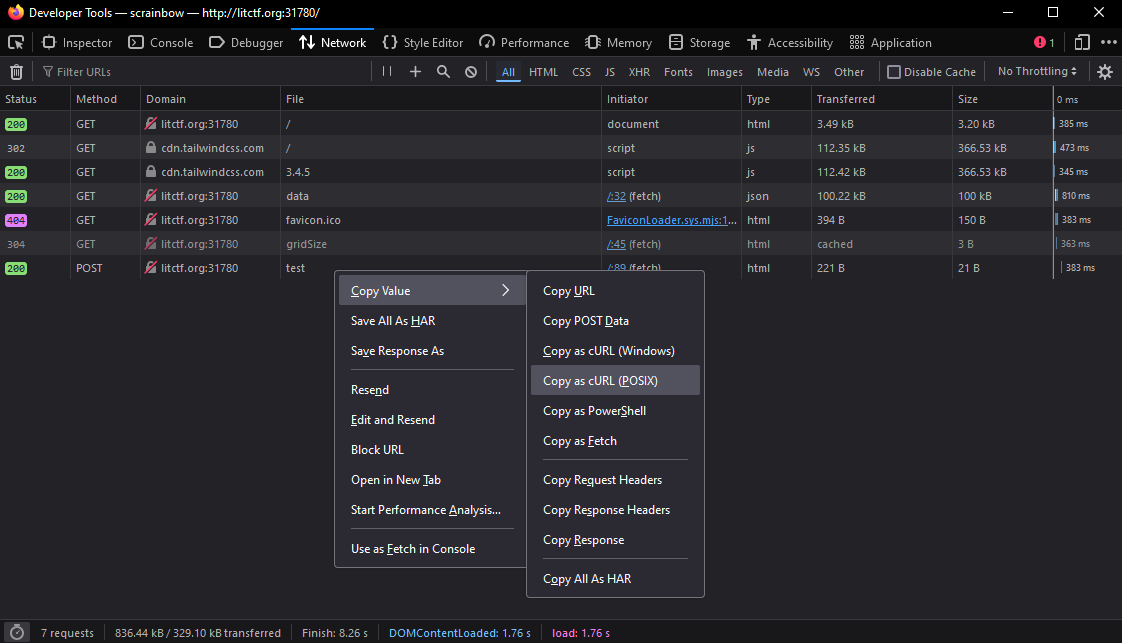 Developer Tools — scrainbow — http://litctf.org:31780/
Inspector Console Debugger Network Style Editor Performance Memory Storage Accessibility Application 1
Filter URLs All HTML CSS JS XHR Fonts Images Media WS Other Disable Cache No Throttling
Status Method Domain File Initiator Type Transferred Size 0 ms
200 GET litctf.org:31780 / document html 3.49 kB 3.20 kB 385 ms
302 GET cdn.tailwindcss.com / script js 112.35 kB 366.53 kB 473 ms
200 GET cdn.tailwindcss.com 3.4.5 script js 112.42 kB 366.53 kB 345 ms
200 GET litctf.org:31780 data /:32 (fetch) json 100.22 kB 100 kB 810 ms
404 GET litctf.org:31780 favicon.ico FaviconLoader.sys.mjs:1... html 394 B 150 B 383 ms
304 GET litctf.org:31780 gridSize /:45 (fetch) html cached 3 B 363 ms
200 POST litctf.org:31780 test /:89 (fetch) html 221 B 21 B 383 ms
Copy Value
Save All As HAR
Save Response As
Resend
Edit and Resend
Block URL
Open in New Tab
Start Performance Analysis...
Use as Fetch in Console
Copy URL
Copy POST Data
Copy as cURL (Windows)
Copy as cURL (POSIX)
Copy as PowerShell
Copy as Fetch
Copy Request Headers
Copy Response Headers
Copy Response
Copy All As HAR
7 requests 836.44 kB / 329.10 kB transferred Finish: 8.26 s DOMContentLoaded: 1.76 s load: 1.76 s